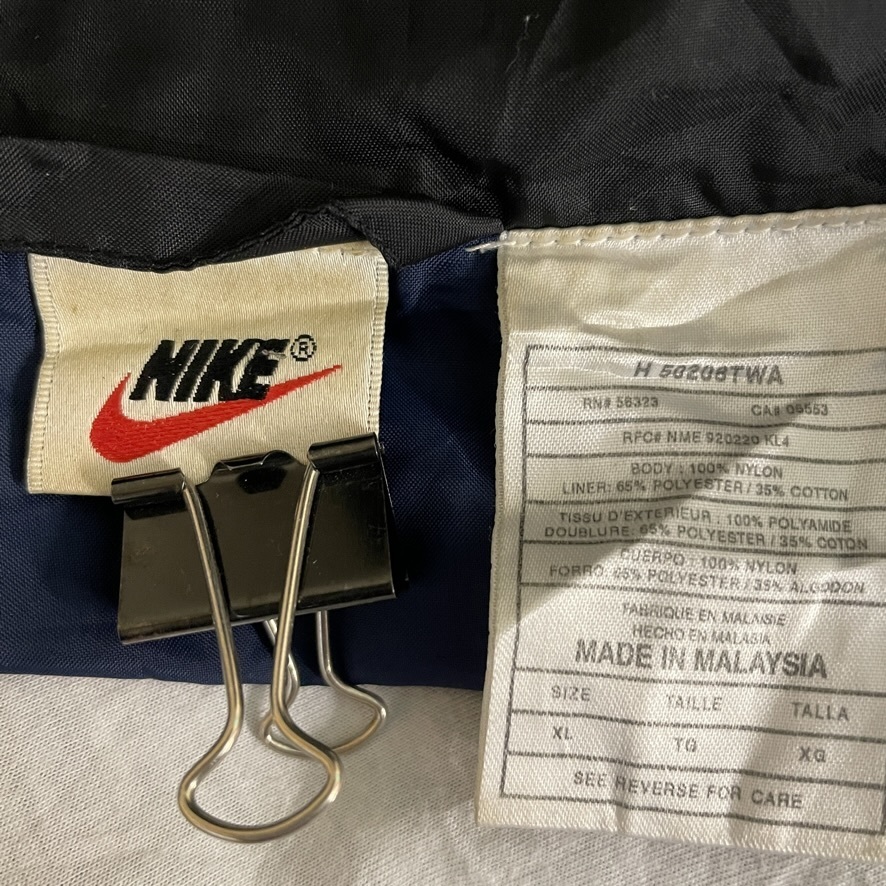 NIKE®
H 50208TWA
RN# 56323 CA# 05553
RFC# NME 920220 KL4
BODY : 100% NYLON
LINER: 65% POLYESTER / 35% COTTON
TISSU D'EXTERIEUR : 100% POLYAMIDE
DOUBLURE: 65% POLYESTER / 35% COTON
CUERPO : 100% NYLON
FORRO: 65% POLYESTER / 35% ALGODON
FABRIQUE EN MALAISIE
HECHO EN MALASIA
MADE IN MALAYSIA
SIZE TAILLE TALLA
XL TG XG
SEE REVERSE FOR CARE